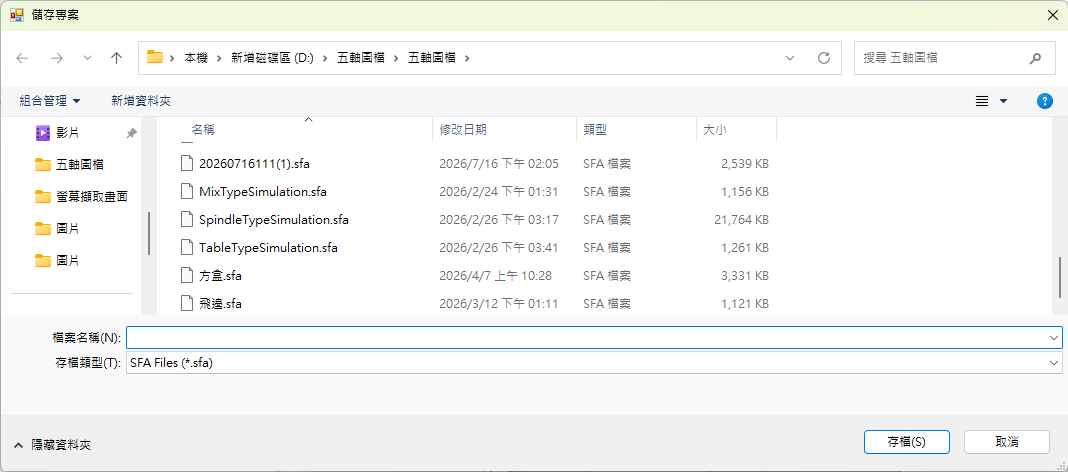 儲存專案
本機 › 新增磁碟區 (D:) › 五軸圖檔 › 五軸圖檔 ›
搜尋 五軸圖檔
組合管理 新增資料夾
?
影片
五軸圖檔
螢幕擷取畫面
圖片
圖片
名稱 修改日期 類型 大小
20260716111(1).sfa 2026/7/16 下午 02:05 SFA 檔案 2,539 KB
MixTypeSimulation.sfa 2026/2/24 下午 01:31 SFA 檔案 1,156 KB
SpindleTypeSimulation.sfa 2026/2/26 下午 03:17 SFA 檔案 21,764 KB
TableTypeSimulation.sfa 2026/2/26 下午 03:41 SFA 檔案 1,261 KB
方盒.sfa 2026/4/7 上午 10:28 SFA 檔案 3,331 KB
飛邊.sfa 2026/3/12 下午 01:11 SFA 檔案 1,121 KB
檔案名稱(N):
存檔類型(T): SFA Files (*.sfa)
隱藏資料夾
存檔(S) 取消